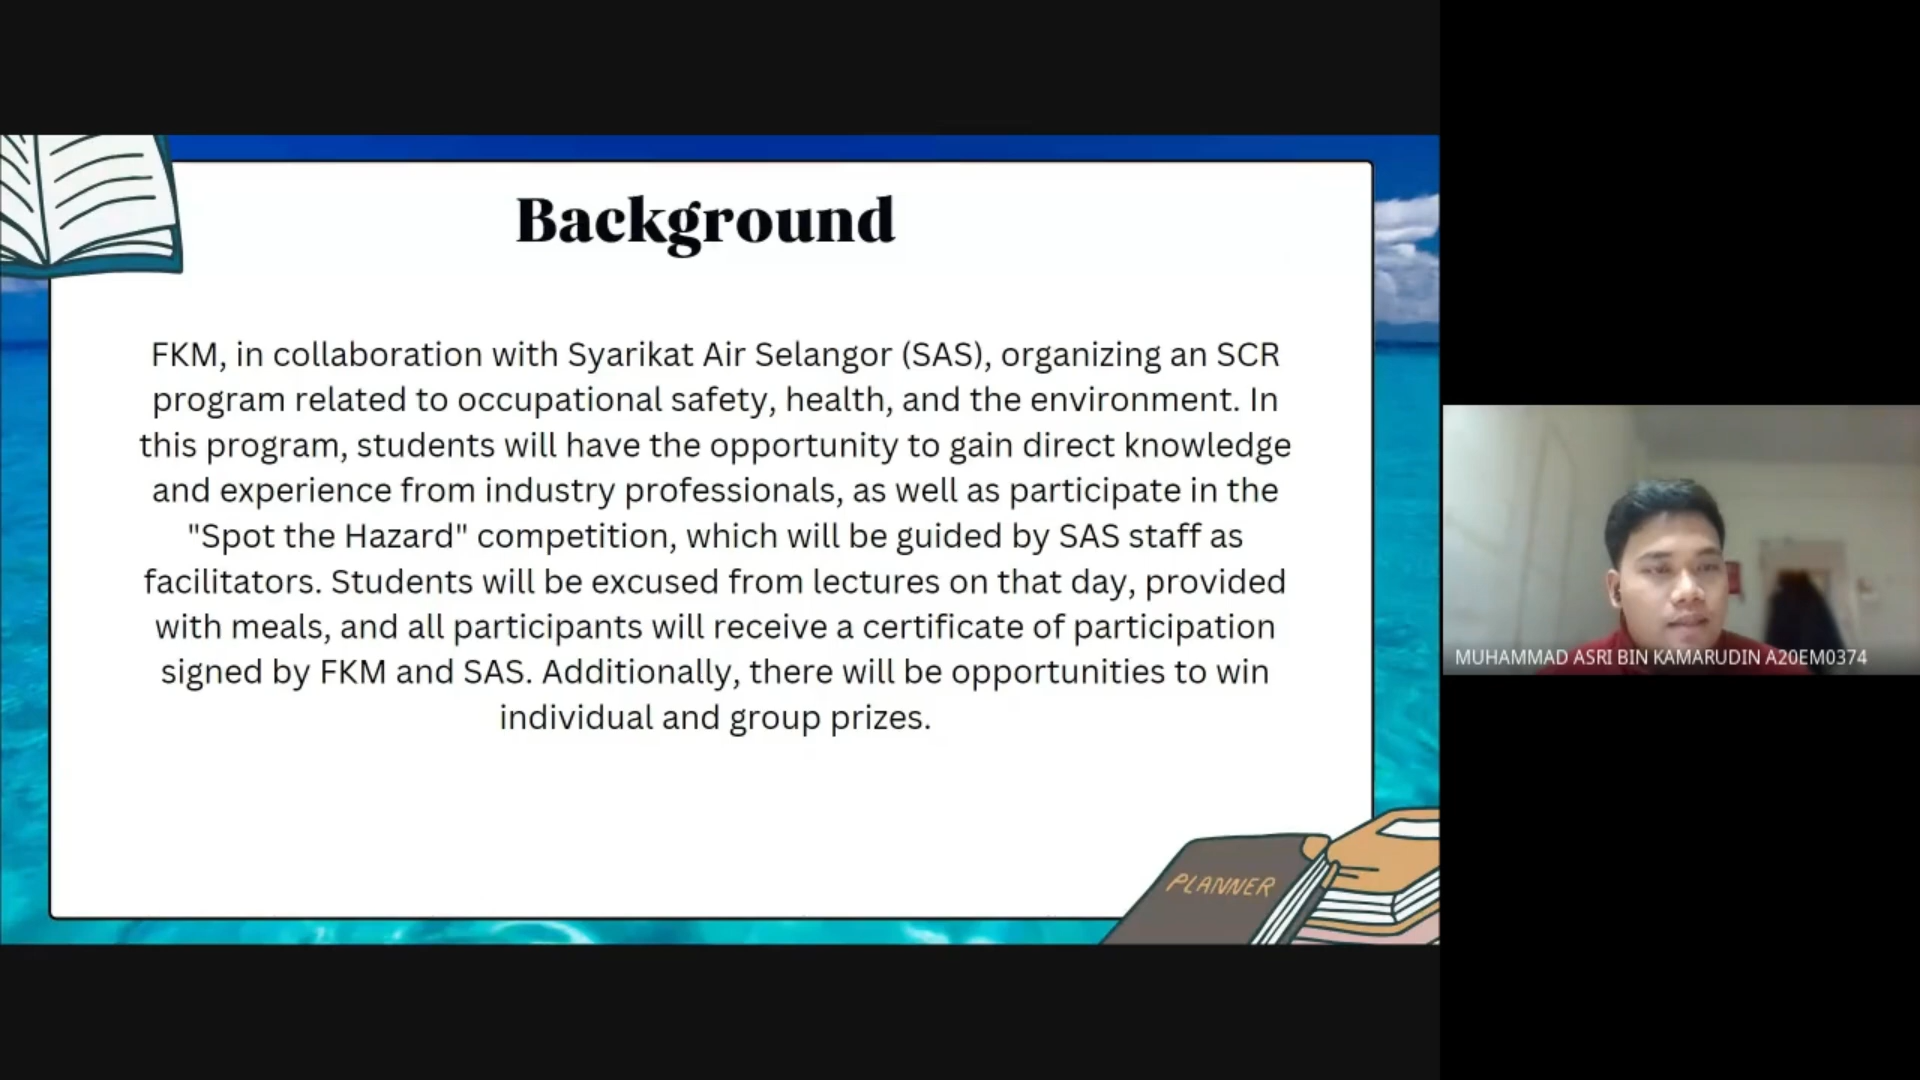 Background
FKM, in collaboration with Syarikat Air Selangor (SAS), organizing an SCR
program related to occupational safety, health, and the environment. In
this program, students will have the opportunity to gain direct knowledge
and experience from industry professionals, as well as participate in the
"Spot the Hazard" competition, which will be guided by SAS staff as
facilitators. Students will be excused from lectures on that day, provided
with meals, and all participants will receive a certificate of participation
signed by FKM and SAS. Additionally, there will be opportunities to win
individual and group prizes.
PLANNER
MUHAMMAD ASRI BIN KAMARUDIN A20EM0374